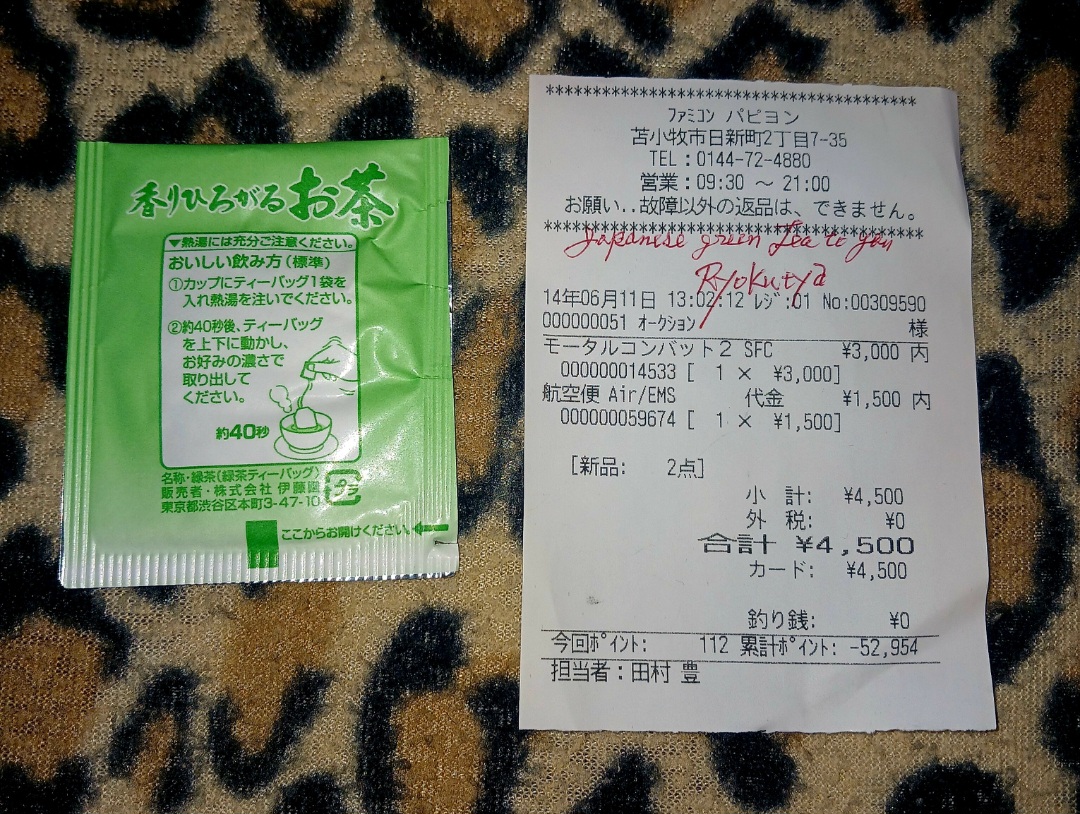 香りひろがるお茶
▼熱湯には充分ご注意ください。
おいしい飲み方(標準)
①カップにティーバッグ1袋を
入れ熱湯を注いでください。
②約40秒後、ティーバッグ
を上下に動かし、
お好みの濃さで
取り出して
ください。
約40秒
名称・緑茶(緑茶ティーバッグ)
販売者・株式会社 伊藤園
東京都渋谷区本町3-47-10
プラ
ここからお開けください。
****************************************
ﾌｧﾐｺﾝ パピヨン
苫小牧市日新町2丁目7-35
TEL:0144-72-4880
営業:09:30 ～ 21:00
お願い..故障以外の返品は、できません。
****************************************
Japanese green Tea to you
Ryokutya
14年06月11日 13:02:12 ﾚｼﾞ:01 No:00309590
000000051 ｵｰｸｼｮﾝ 様
モータルコンバット2 SFC ¥3,000 内
000000014533 [ 1 × ¥3,000]
航空便 Air/EMS 代金 ¥1,500 内
000000059674 [ 1 × ¥1,500]
[新品: 2点]
小 計: ¥4,500
外 税: ¥0
合計 ¥4,500
カード: ¥4,500
釣り銭: ¥0
今回ﾎﾟｲﾝﾄ: 112 累計ﾎﾟｲﾝﾄ: -52,954
担当者:田村 豊